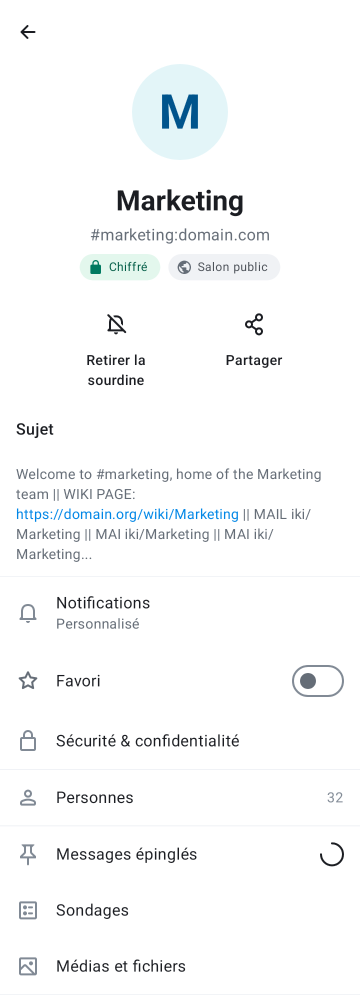 M
Marketing
#marketing:domain.com
Chiffré
Salon public
Retirer la
sourdine
Partager
Sujet
Welcome to #marketing, home of the Marketing
team || WIKI PAGE:
https://domain.org/wiki/Marketing || MAIL iki/
Marketing || MAI iki/Marketing || MAI iki/
Marketing...
Notifications
Personnalisé
Favori
Sécurité & confidentialité
Personnes 32
Messages épinglés
Sondages
Médias et fichiers